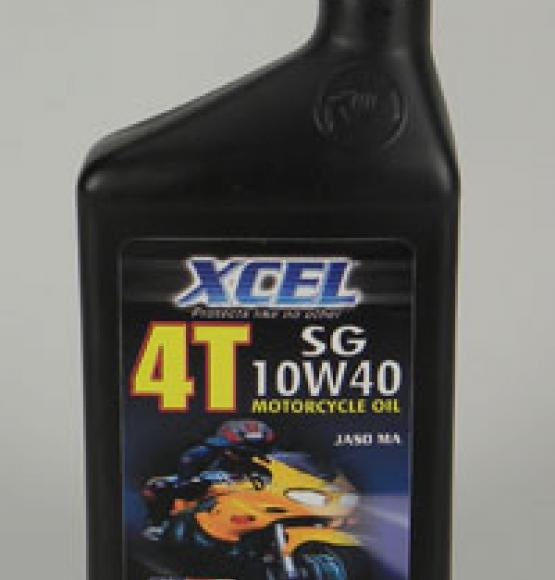 XCEL
Protects like no other
4T
SG
10W40
MOTORCYCLE OIL
JASO MA